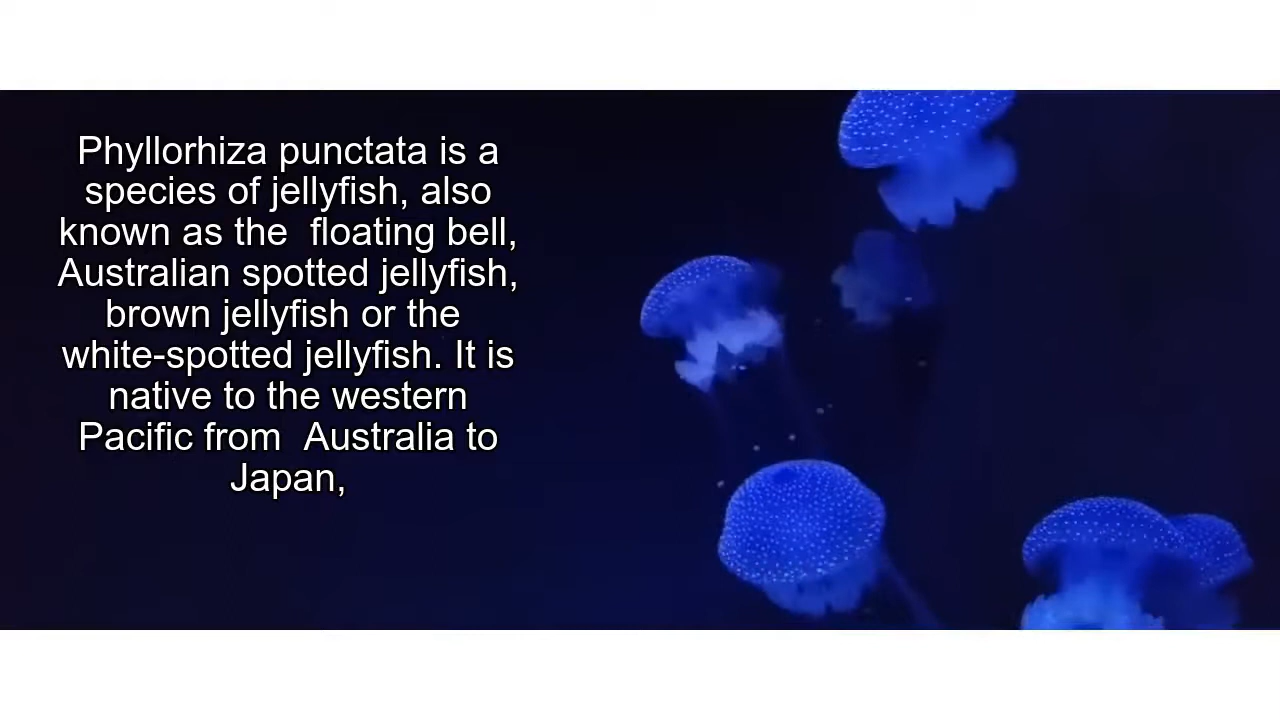 Phyllorhiza punctata is a
species of jellyfish, also
known as the  floating bell,
Australian spotted jellyfish,
brown jellyfish or the
white-spotted jellyfish. It is
native to the western
Pacific from  Australia to
Japan,